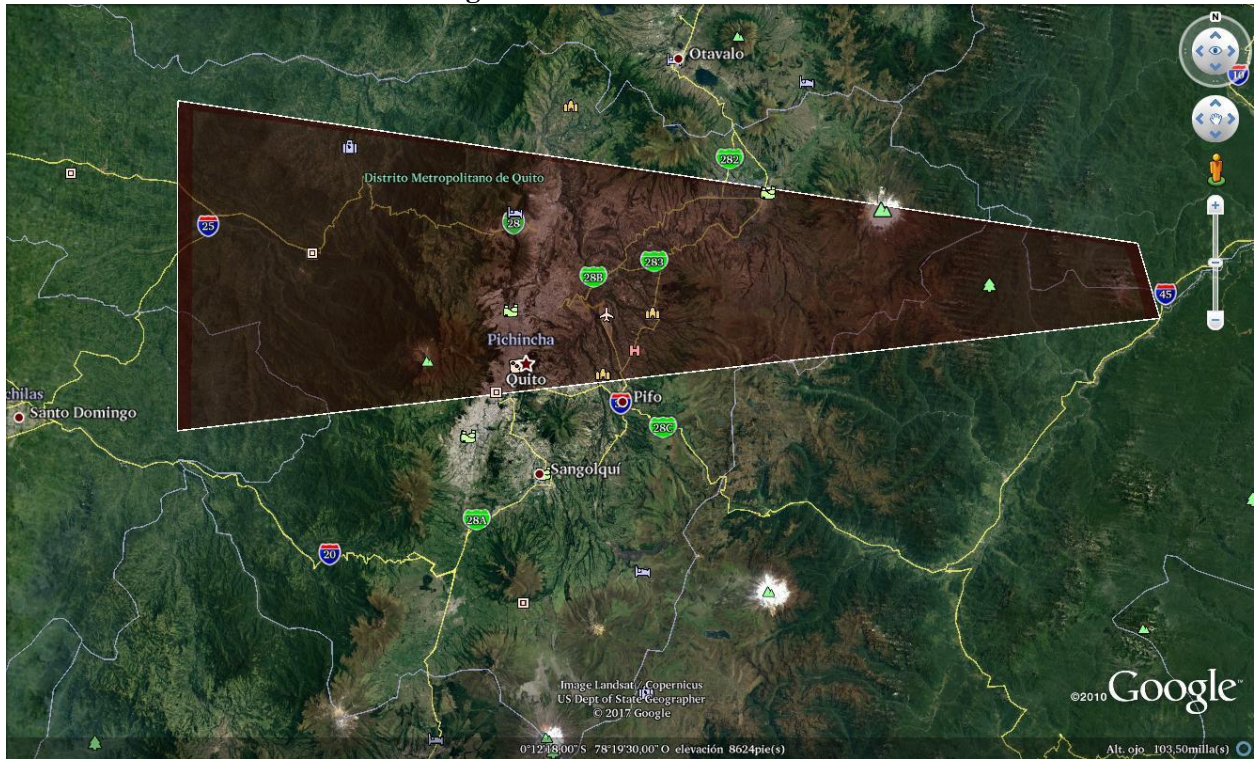 N
Otavalo
10
282
Distrito Metropolitano de Quito
25
28
283
28B
45
Pichincha
Quito
chilas
Santo Domingo
Pifo
28C
Sangolquí
28A
20
Image Landsat / Copernicus
US Dept of State Geographer
© 2017 Google
©2010 Google
0°12'18,00"S 78°19'30,00"O elevación 8624pie(s)
Alt. ojo 103,50milla(s)